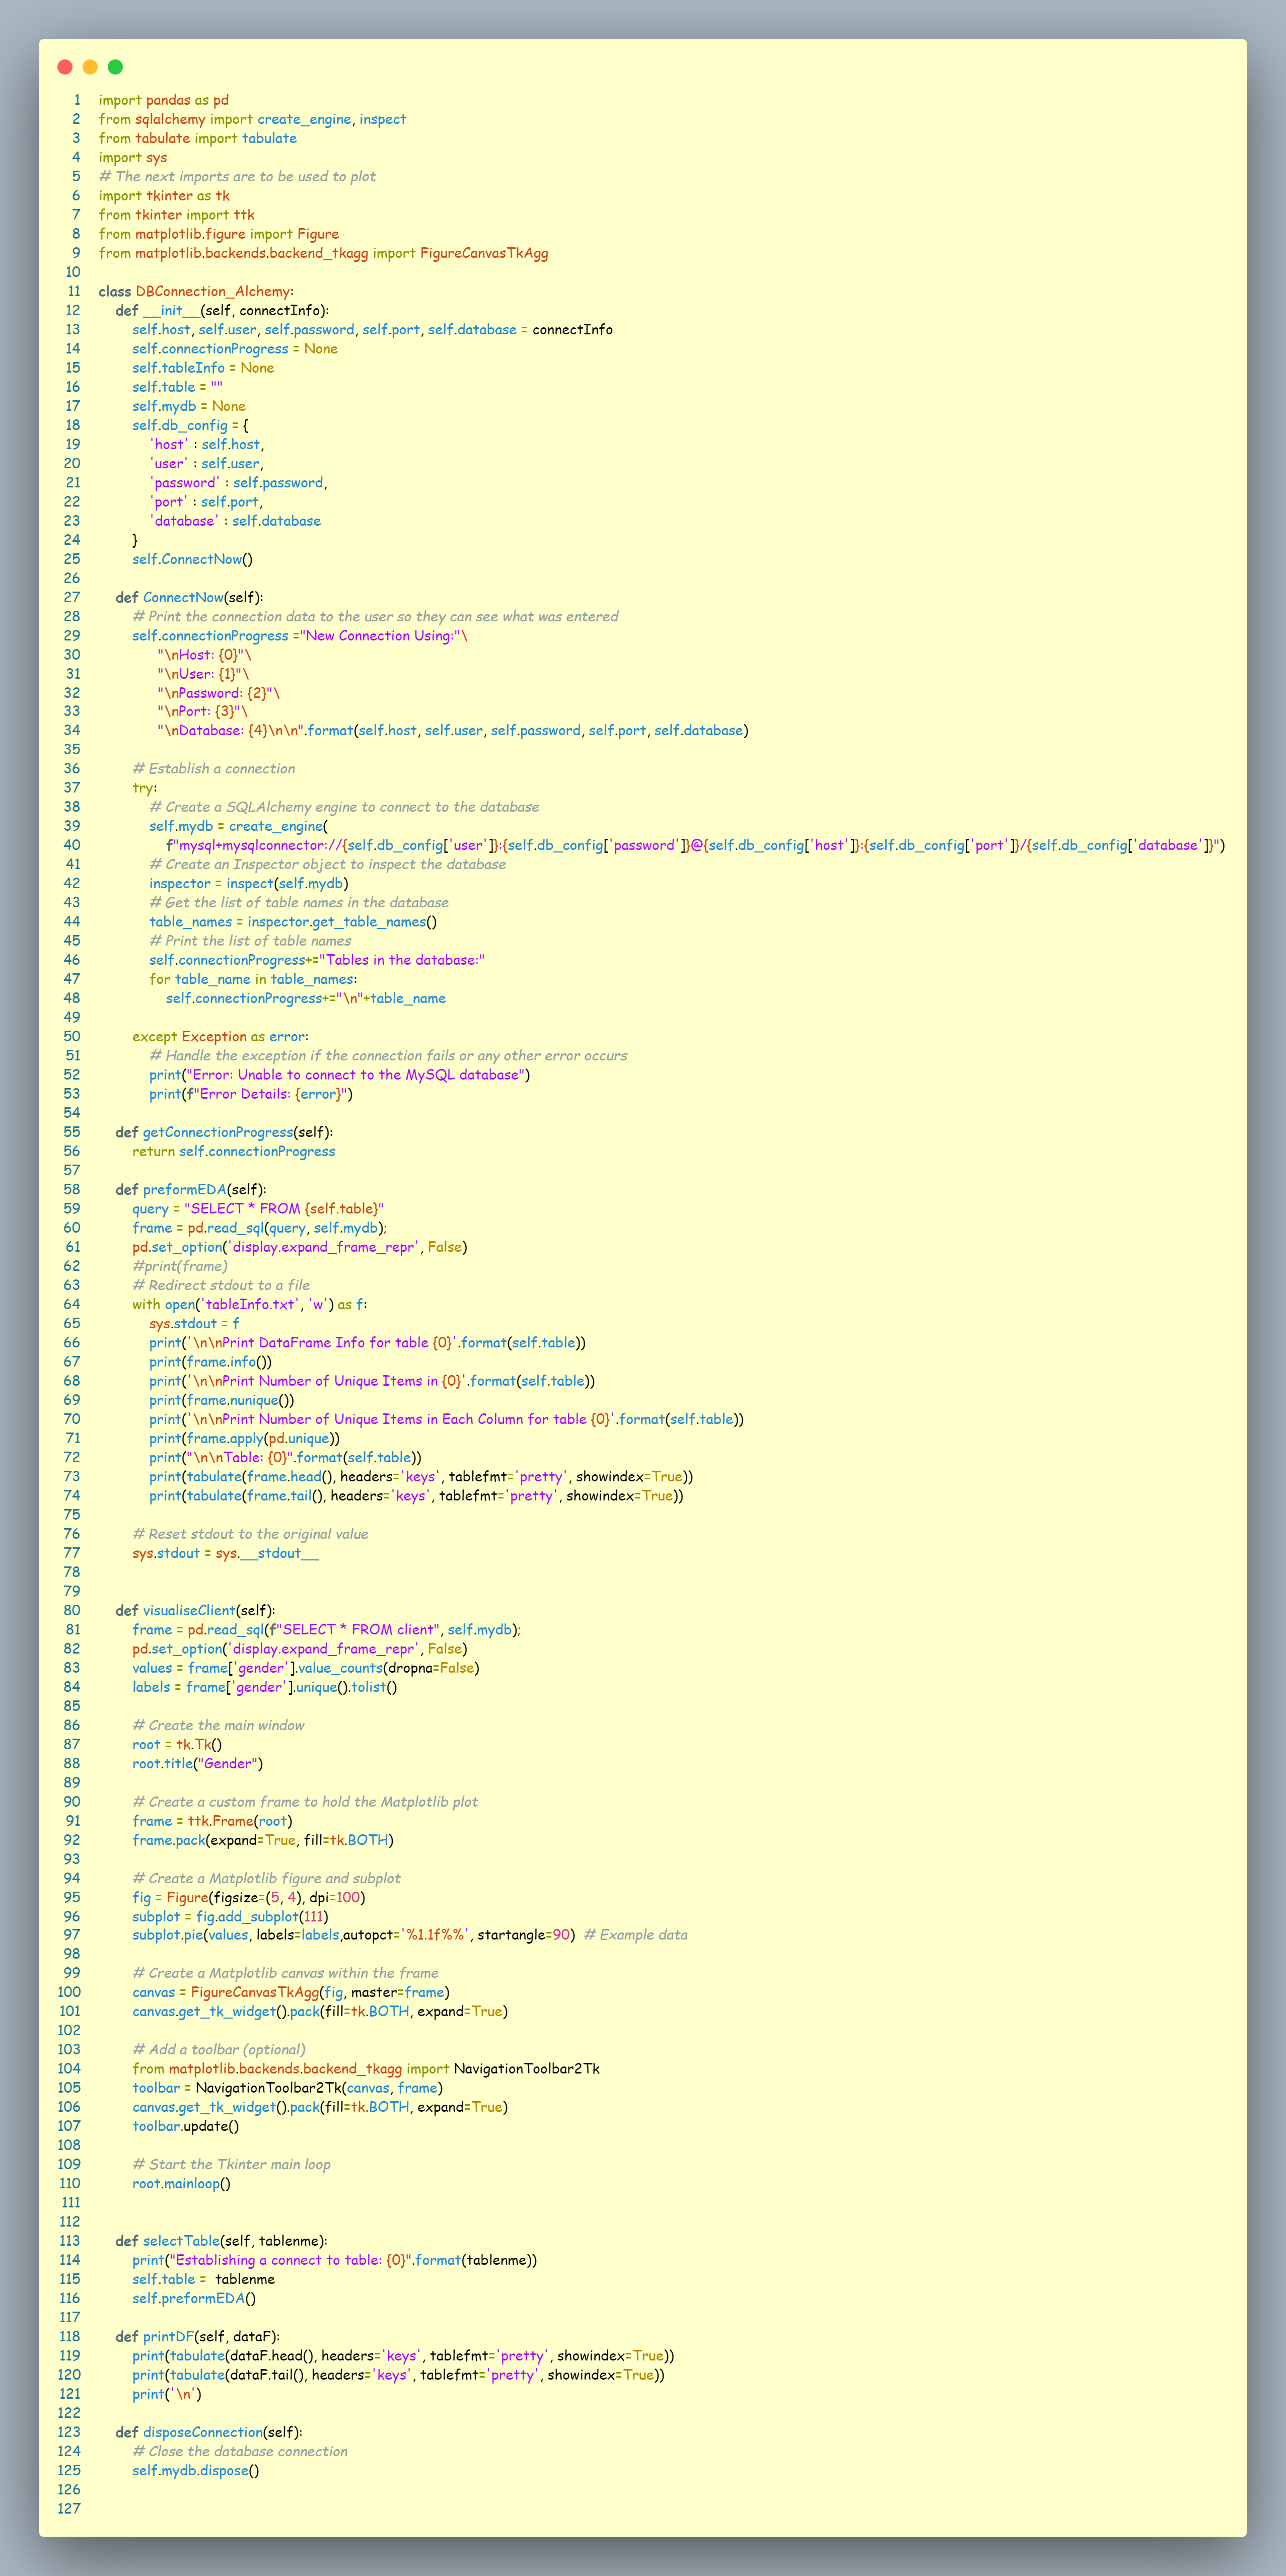 1 import pandas as pd
2 from sqlalchemy import create_engine, inspect
3 from tabulate import tabulate
4 import sys
5 # The next imports are to be used to plot
6 import tkinter as tk
7 from tkinter import ttk
8 from matplotlib.figure import Figure
9 from matplotlib.backends.backend_tkagg import FigureCanvasTkAgg
10
11 class DBConnection_Alchemy:
12     def __init__(self, connectInfo):
13         self.host, self.user, self.password, self.port, self.database = connectInfo
14         self.connectionProgress = None
15         self.tableInfo = None
16         self.table = ""
17         self.mydb = None
18         self.db_config = {
19             'host' : self.host,
20             'user' : self.user,
21             'password' : self.password,
22             'port' : self.port,
23             'database' : self.database
24         }
25         self.ConnectNow()
26
27     def ConnectNow(self):
28         # Print the connection data to the user so they can see what was entered
29         self.connectionProgress ="New Connection Using:"\
30               "\nHost: {0}"\
31               "\nUser: {1}"\
32               "\nPassword: {2}"\
33               "\nPort: {3}"\
34               "\nDatabase: {4}\n\n".format(self.host, self.user, self.password, self.port, self.database)
35
36         # Establish a connection
37         try:
38             # Create a SQLAlchemy engine to connect to the database
39             self.mydb = create_engine(
40                 f"mysql+mysqlconnector://{self.db_config['user']}:{self.db_config['password']}@{self.db_config['host']}:{self.db_config['port']}/{self.db_config['database']}")
41             # Create an Inspector object to inspect the database
42             inspector = inspect(self.mydb)
43             # Get the list of table names in the database
44             table_names = inspector.get_table_names()
45             # Print the list of table names
46             self.connectionProgress+="Tables in the database:"
47             for table_name in table_names:
48                 self.connectionProgress+="\n"+table_name
49
50         except Exception as error:
51             # Handle the exception if the connection fails or any other error occurs
52             print("Error: Unable to connect to the MySQL database")
53             print(f"Error Details: {error}")
54
55     def getConnectionProgress(self):
56         return self.connectionProgress
57
58     def preformEDA(self):
59         query = "SELECT * FROM {self.table}"
60         frame = pd.read_sql(query, self.mydb);
61         pd.set_option('display.expand_frame_repr', False)
62         #print(frame)
63         # Redirect stdout to a file
64         with open('tableInfo.txt', 'w') as f:
65             sys.stdout = f
66             print('\n\nPrint DataFrame Info for table {0}'.format(self.table))
67             print(frame.info())
68             print('\n\nPrint Number of Unique Items in {0}'.format(self.table))
69             print(frame.nunique())
70             print('\n\nPrint Number of Unique Items in Each Column for table {0}'.format(self.table))
71             print(frame.apply(pd.unique))
72             print("\n\nTable: {0}".format(self.table))
73             print(tabulate(frame.head(), headers='keys', tablefmt='pretty', showindex=True))
74             print(tabulate(frame.tail(), headers='keys', tablefmt='pretty', showindex=True))
75
76         # Reset stdout to the original value
77         sys.stdout = sys.__stdout__
78
79
80     def visualiseClient(self):
81         frame = pd.read_sql(f"SELECT * FROM client", self.mydb);
82         pd.set_option('display.expand_frame_repr', False)
83         values = frame['gender'].value_counts(dropna=False)
84         labels = frame['gender'].unique().tolist()
85
86         # Create the main window
87         root = tk.Tk()
88         root.title("Gender")
89
90         # Create a custom frame to hold the Matplotlib plot
91         frame = ttk.Frame(root)
92         frame.pack(expand=True, fill=tk.BOTH)
93
94         # Create a Matplotlib figure and subplot
95         fig = Figure(figsize=(5, 4), dpi=100)
96         subplot = fig.add_subplot(111)
97         subplot.pie(values, labels=labels,autopct='%1.1f%%', startangle=90)  # Example data
98
99         # Create a Matplotlib canvas within the frame
100         canvas = FigureCanvasTkAgg(fig, master=frame)
101         canvas.get_tk_widget().pack(fill=tk.BOTH, expand=True)
102
103         # Add a toolbar (optional)
104         from matplotlib.backends.backend_tkagg import NavigationToolbar2Tk
105         toolbar = NavigationToolbar2Tk(canvas, frame)
106         canvas.get_tk_widget().pack(fill=tk.BOTH, expand=True)
107         toolbar.update()
108
109         # Start the Tkinter main loop
110         root.mainloop()
111
112
113     def selectTable(self, tablenme):
114         print("Establishing a connect to table: {0}".format(tablenme))
115         self.table =  tablenme
116         self.preformEDA()
117
118     def printDF(self, dataF):
119         print(tabulate(dataF.head(), headers='keys', tablefmt='pretty', showindex=True))
120         print(tabulate(dataF.tail(), headers='keys', tablefmt='pretty', showindex=True))
121         print('\n')
122
123     def disposeConnection(self):
124         # Close the database connection
125         self.mydb.dispose()
126
127